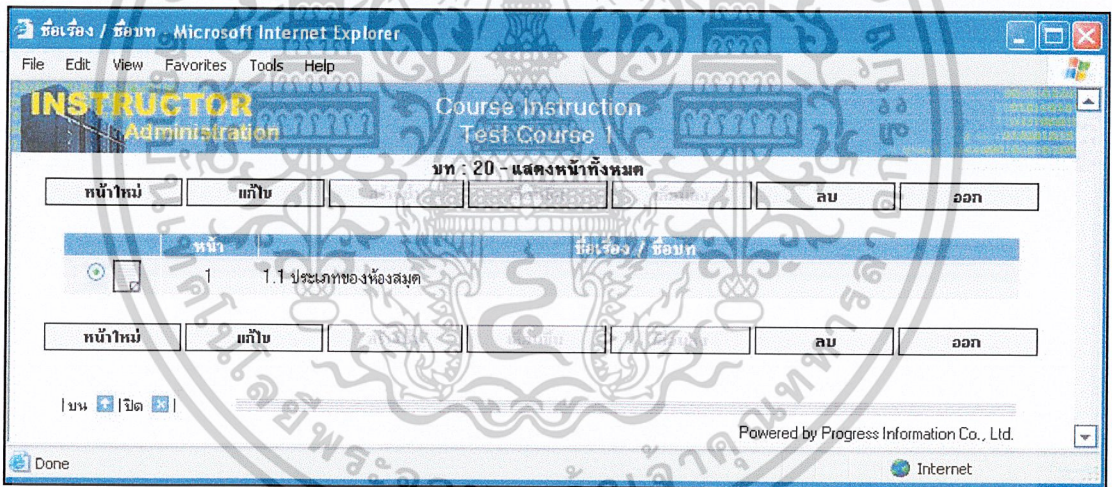 ชื่อเรื่อง / ชื่อบท - Microsoft Internet Explorer
File Edit View Favorites Tools Help
INSTRUCTOR
Administration
Course Instruction
Test Course 1
บท : 20 - แสดงหน้าทั้งหมด
หน้าใหม่ แก้ไข ลบ ออก
หน้า ชื่อเรื่อง / ชื่อบท
1 1.1 ประเภทของห้องสมุด
หน้าใหม่ แก้ไข ลบ ออก
| บน | ปิด |
Powered by Progress Information Co., Ltd.
Done Internet